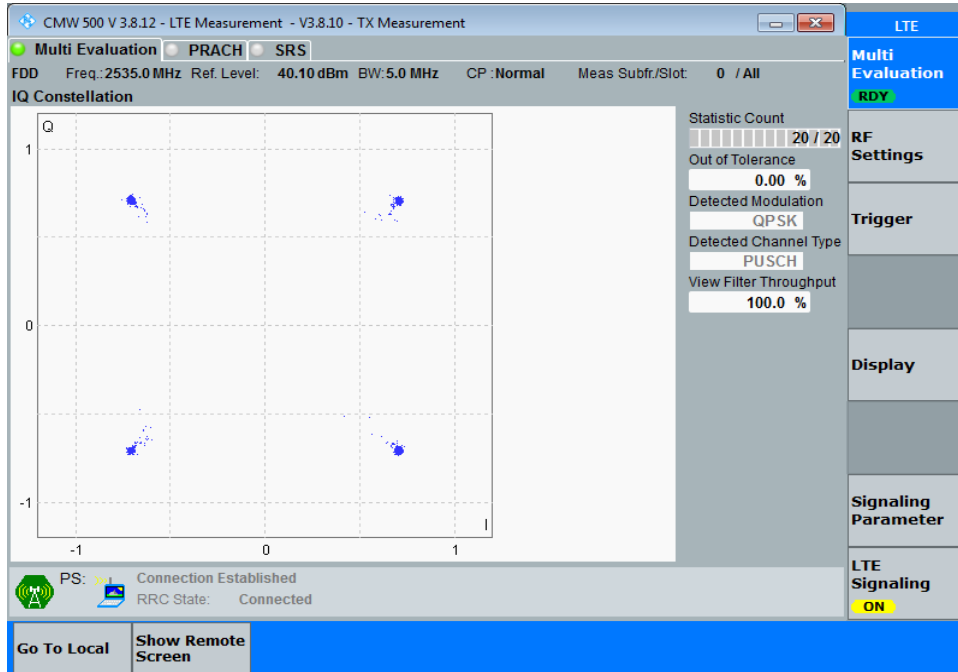 CMW 500 V 3.8.12 - LTE Measurement - V3.8.10 - TX Measurement
LTE
Multi Evaluation PRACH SRS
FDD Freq.: 2535.0 MHz Ref. Level: 40.10 dBm BW: 5.0 MHz CP : Normal Meas Subfr./Slot: 0 / All
IQ Constellation
Q
1
0
-1
-1 0 1
I
Statistic Count
20 / 20
Out of Tolerance
0.00 %
Detected Modulation
QPSK
Detected Channel Type
PUSCH
View Filter Throughput
100.0 %
Multi
Evaluation
RDY
RF
Settings
Trigger
Display
Signaling
Parameter
LTE
Signaling
ON
PS: Connection Established
RRC State: Connected
Go To Local
Show Remote
Screen